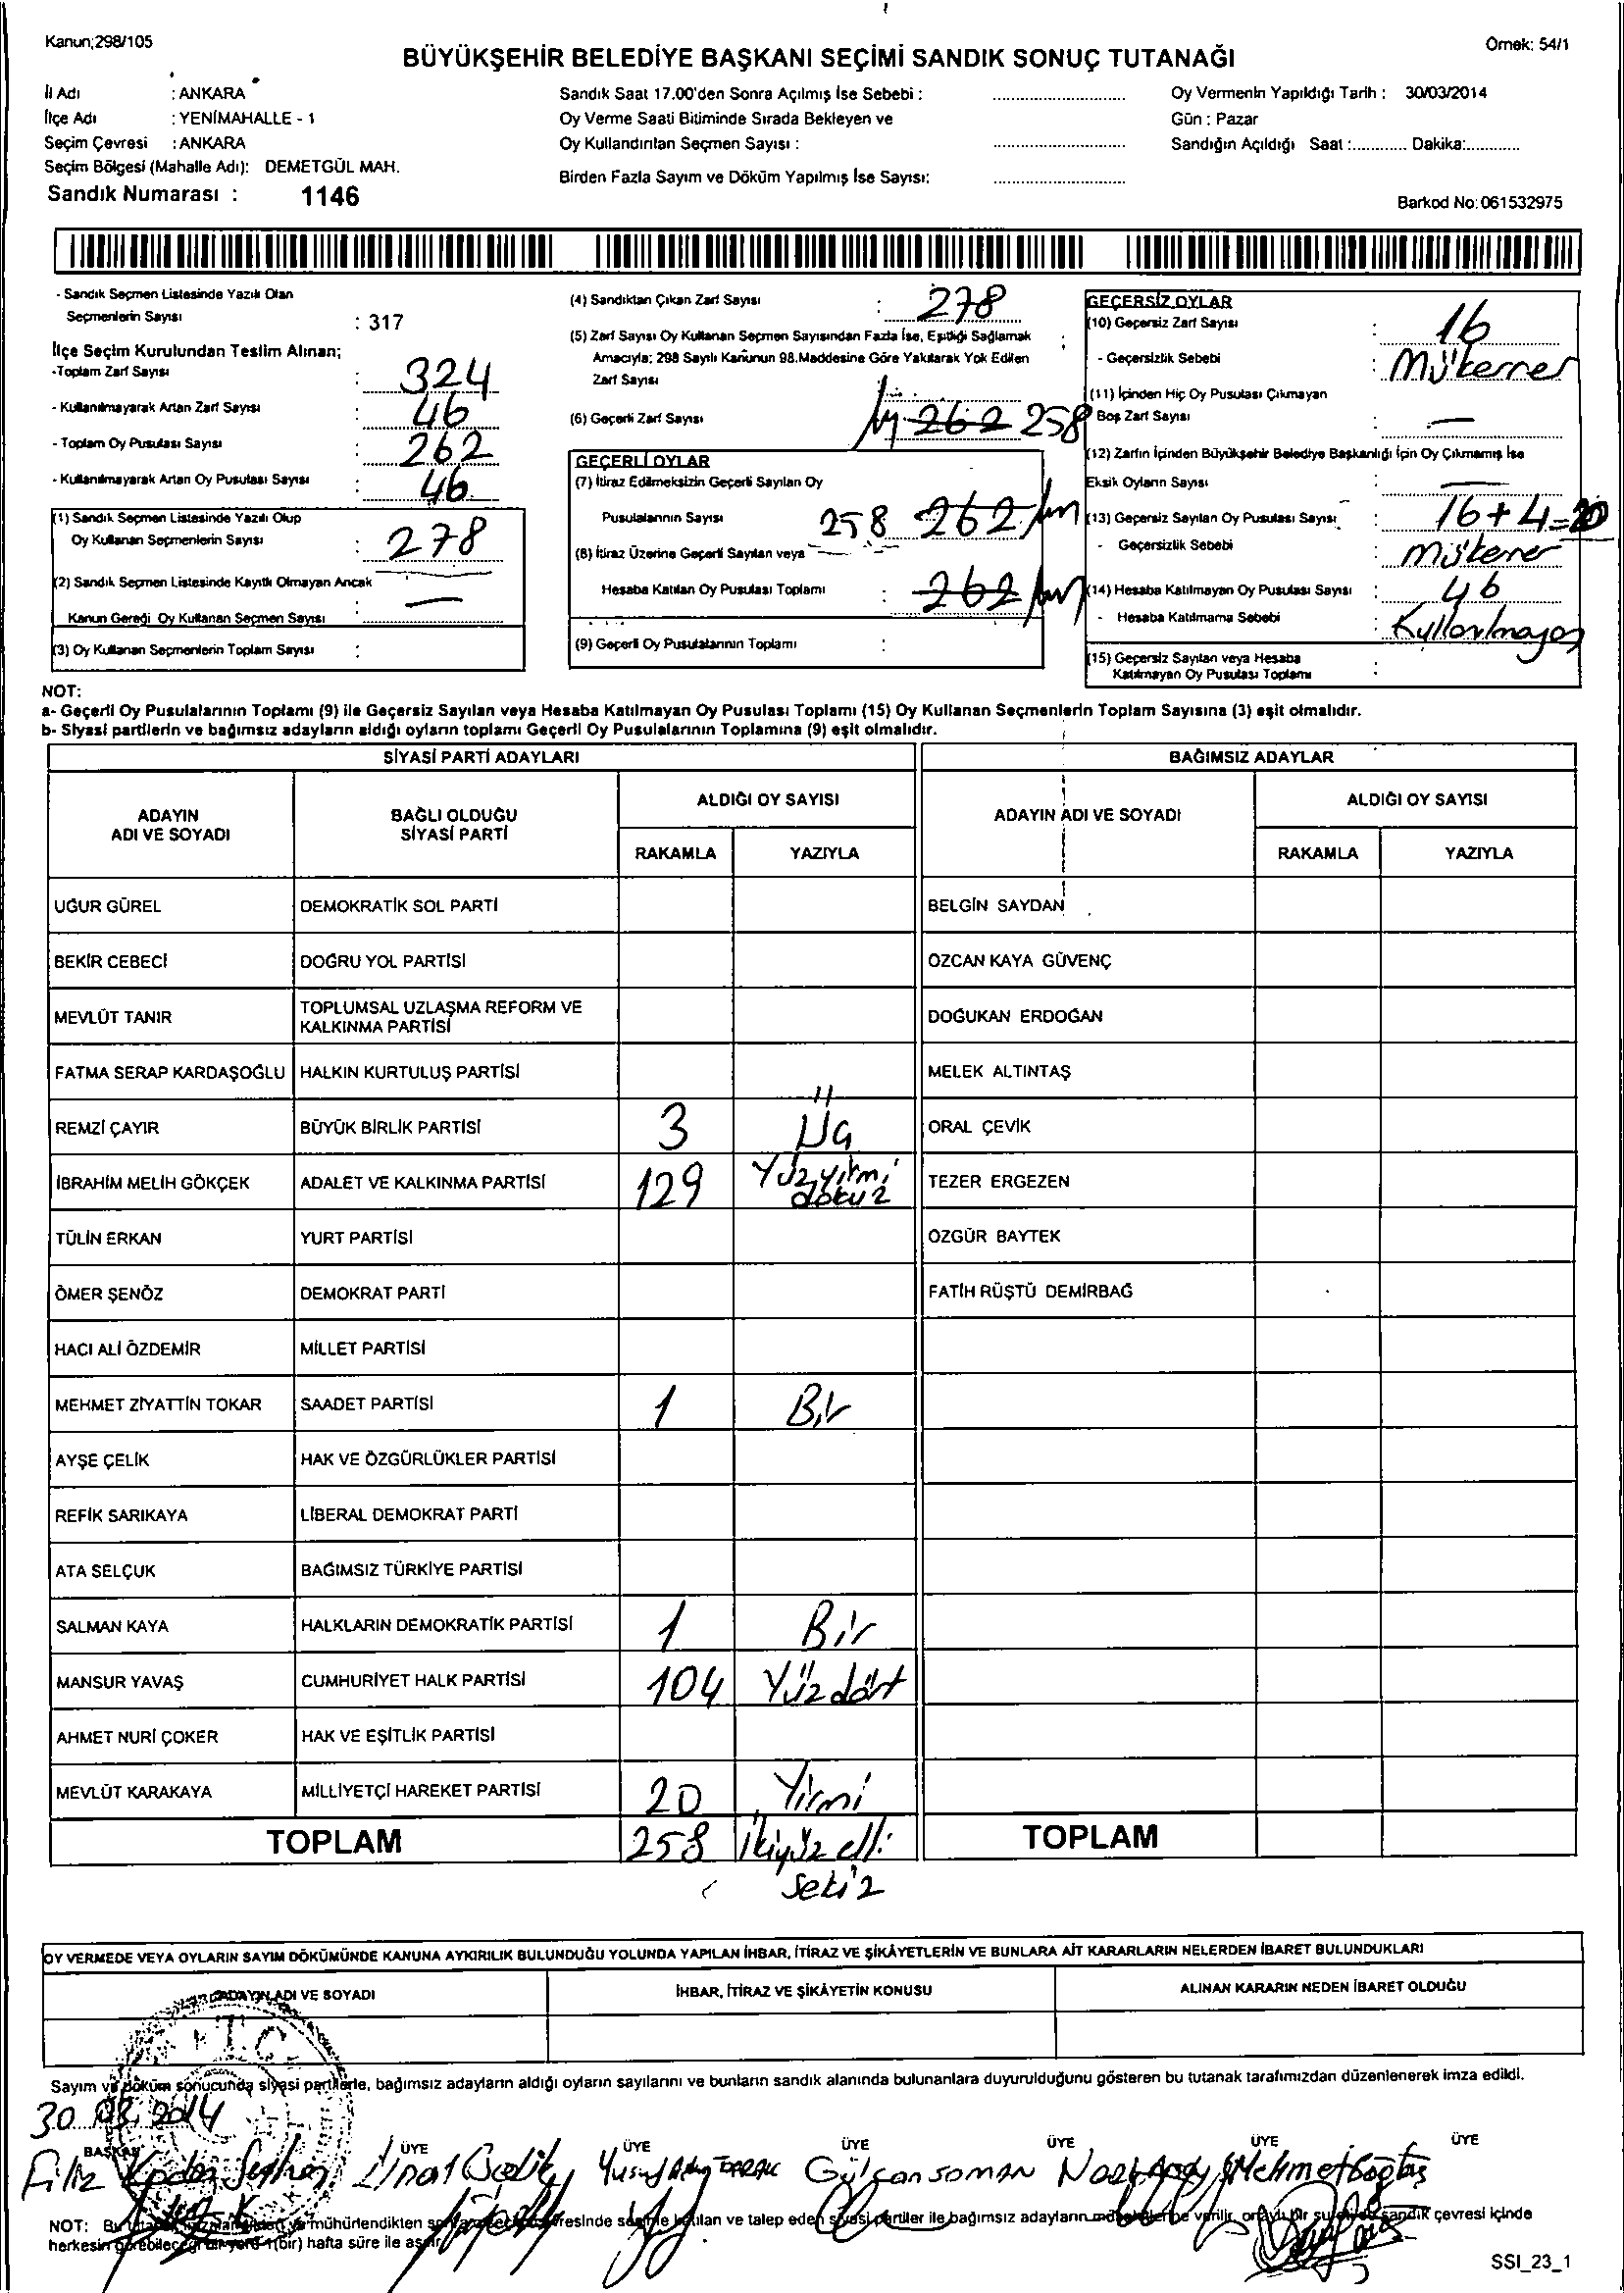 Kanun;298/105
Örnek: 54/1
BÜYÜKŞEHİR BELEDİYE BAŞKANI SEÇİMİ SANDIK SONUÇ TUTANAĞI
İl Adı : ANKARA
İlçe Adı : YENİMAHALLE - 1
Seçim Çevresi : ANKARA
Seçim Bölgesi (Mahalle Adı): DEMETGÜL MAH.
Sandık Numarası : 1146
Sandık Saat 17.00'den Sonra Açılmış İse Sebebi :
Oy Verme Saati Bitiminde Sırada Bekleyen ve
Oy Kullandırılan Seçmen Sayısı :
Birden Fazla Sayım ve Döküm Yapılmış İse Sayısı:
Oy Vermenin Yapıldığı Tarih : 30/03/2014
Gün : Pazar
Sandığın Açıldığı Saat :............ Dakika:............
Barkod No:061532975
- Sandık Seçmen Listesinde Yazılı Olan
Seçmenlerin Sayısı : 317
İlçe Seçim Kurulundan Teslim Alınan;
-Toplam Zarf Sayısı : 324
- Kullanılmayarak Artan Zarf Sayısı : 46
- Toplam Oy Pusulası Sayısı : 262
- Kullanılmayarak Artan Oy Pusulası Sayısı : 46
(1) Sandık Seçmen Listesinde Yazılı Olup
Oy Kullanan Seçmenlerin Sayısı : 278
(2) Sandık Seçmen Listesinde Kayıtlı Olmayan Ancak
Kanun Gereği Oy Kullanan Seçmen Sayısı : —
(3) Oy Kullanan Seçmenlerin Toplam Sayısı :
(4) Sandıktan Çıkan Zarf Sayısı : 278
(5) Zarf Sayısı Oy Kullanan Seçmen Sayısından Fazla İse, Eşitliği Sağlamak :
Amacıyla; 298 Sayılı Kanunun 98.Maddesine Göre Yakılarak Yok Edilen
Zarf Sayısı
(6) Geçerli Zarf Sayısı 262 258
GEÇERLİ OYLAR
(7) İtiraz Edilmeksizin Geçerli Sayılan Oy
Pusulalarının Sayısı 258 262
(8) İtiraz Üzerine Geçerli Sayılan veya
Hesaba Katılan Oy Pusulası Toplamı : 262
(9) Geçerli Oy Pusulalarının Toplamı :
GEÇERSİZ OYLAR
(10) Geçersiz Zarf Sayısı : 16
- Geçersizlik Sebebi : Mükerrer
(11) İçinden Hiç Oy Pusulası Çıkmayan
Boş Zarf Sayısı : —
(12) Zarfın İçinden Büyükşehir Belediye Başkanlığı İçin Oy Çıkmamış İse
Eksik Oyların Sayısı : —
(13) Geçersiz Sayılan Oy Pusulası Sayısı : 16+4=20
- Geçersizlik Sebebi : Mükerrer
(14) Hesaba Katılmayan Oy Pusulası Sayısı : 46
- Hesaba Katılmama Sebebi : Kullanılmayan
(15) Geçersiz Sayılan veya Hesaba
Katılmayan Oy Pusulası Toplamı :
NOT:
a- Geçerli Oy Pusulalarının Toplamı (9) ile Geçersiz Sayılan veya Hesaba Katılmayan Oy Pusulası Toplamı (15) Oy Kullanan Seçmenlerin Toplam Sayısına (3) eşit olmalıdır.
b- Siyasi partilerin ve bağımsız adayların aldığı oyların toplamı Geçerli Oy Pusulalarının Toplamına (9) eşit olmalıdır.
SİYASİ PARTİ ADAYLARI BAĞIMSIZ ADAYLAR
ADAYIN ADI VE SOYADI BAĞLI OLDUĞU SİYASİ PARTİ ALDIĞI OY SAYISI ADAYIN ADI VE SOYADI ALDIĞI OY SAYISI
RAKAMLA YAZIYLA RAKAMLA YAZIYLA
UĞUR GÜREL DEMOKRATİK SOL PARTİ BELGİN SAYDAN
BEKİR CEBECİ DOĞRU YOL PARTİSİ ÖZCAN KAYA GÜVENÇ
MEVLÜT TANIR TOPLUMSAL UZLAŞMA REFORM VE KALKINMA PARTİSİ DOĞUKAN ERDOĞAN
FATMA SERAP KARDAŞOĞLU HALKIN KURTULUŞ PARTİSİ MELEK ALTINTAŞ
REMZİ ÇAYIR BÜYÜK BİRLİK PARTİSİ 3 Üç ORAL ÇEVİK
İBRAHİM MELİH GÖKÇEK ADALET VE KALKINMA PARTİSİ 129 Yüzyirmi dokuz TEZER ERGEZEN
TÜLİN ERKAN YURT PARTİSİ ÖZGÜR BAYTEK
ÖMER ŞENÖZ DEMOKRAT PARTİ FATİH RÜŞTÜ DEMİRBAĞ
HACI ALİ ÖZDEMİR MİLLET PARTİSİ
MEHMET ZİYATTİN TOKAR SAADET PARTİSİ 1 Bir
AYŞE ÇELİK HAK VE ÖZGÜRLÜKLER PARTİSİ
REFİK SARIKAYA LİBERAL DEMOKRAT PARTİ
ATA SELÇUK BAĞIMSIZ TÜRKİYE PARTİSİ
SALMAN KAYA HALKLARIN DEMOKRATİK PARTİSİ 1 Bir
MANSUR YAVAŞ CUMHURİYET HALK PARTİSİ 104 Yüzdört
AHMET NURİ ÇOKER HAK VE EŞİTLİK PARTİSİ
MEVLÜT KARAKAYA MİLLİYETÇİ HAREKET PARTİSİ 20 Yirmi
TOPLAM 258 İkiyüz elli sekiz TOPLAM
OY VERMEDE VEYA OYLARIN SAYIM DÖKÜMÜNDE KANUNA AYKIRILIK BULUNDUĞU YOLUNDA YAPILAN İHBAR, İTİRAZ VE ŞİKÂYETLERİN VE BUNLARA AİT KARARLARIN NELERDEN İBARET BULUNDUKLARI
ADAYIN ADI VE SOYADI İHBAR, İTİRAZ VE ŞİKÂYETİN KONUSU ALINAN KARARIN NEDEN İBARET OLDUĞU
T.C.
Sayım ve döküm sonucunda siyasi partilerle, bağımsız adayların aldığı oyların sayılarını ve bunların sandık alanında bulunanlara duyurulduğunu gösteren bu tutanak tarafımızdan düzenlenerek imza edildi.
30.03.2014
BAŞKAN ÜYE ÜYE ÜYE ÜYE ÜYE ÜYE
Filiz Yusuf Gülcan Mehmet
NOT: Bu mühürlendikten ve talep eden siyasi partiler ile bağımsız adayların verilir, sandık çevresi içinde
herkesin 1(bir) hafta süre ile asılır.
SSI_23_1